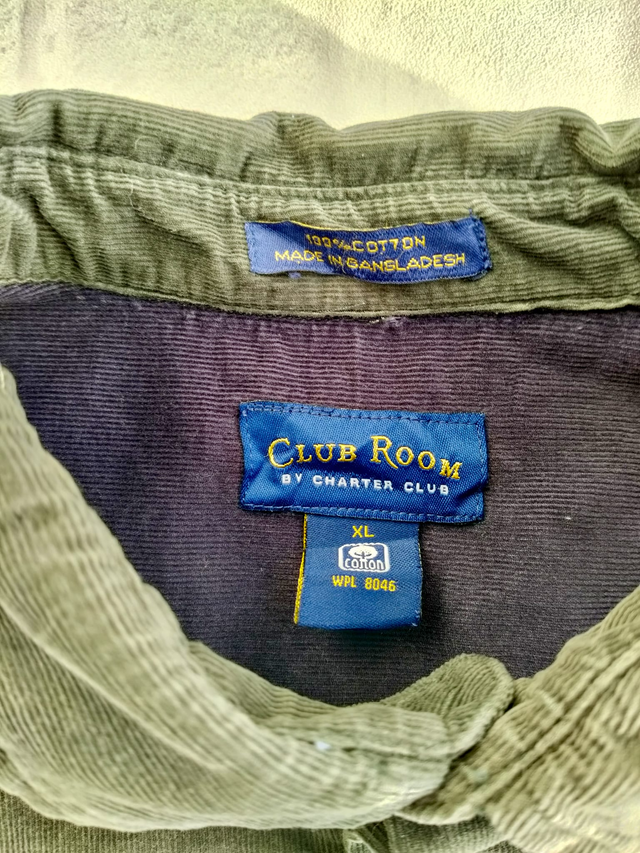 100% COTTON
MADE IN BANGLADESH
CLUB ROOM
BY CHARTER CLUB
XL
cotton
WPL 8046